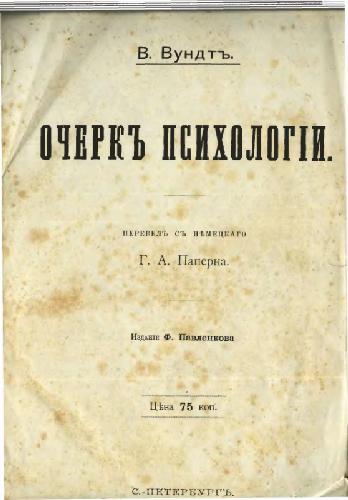 В. Вундтъ.
ОЧЕРКЪ ПСИХОЛОГІИ.
ПЕРЕВЕЛЪ СЪ НѢМЕЦКАГО
Г. А. Паперна.
Изданіе Ф. Павленкова
Цѣна 75 коп.
С.-ПЕТЕРБУРГЪ.